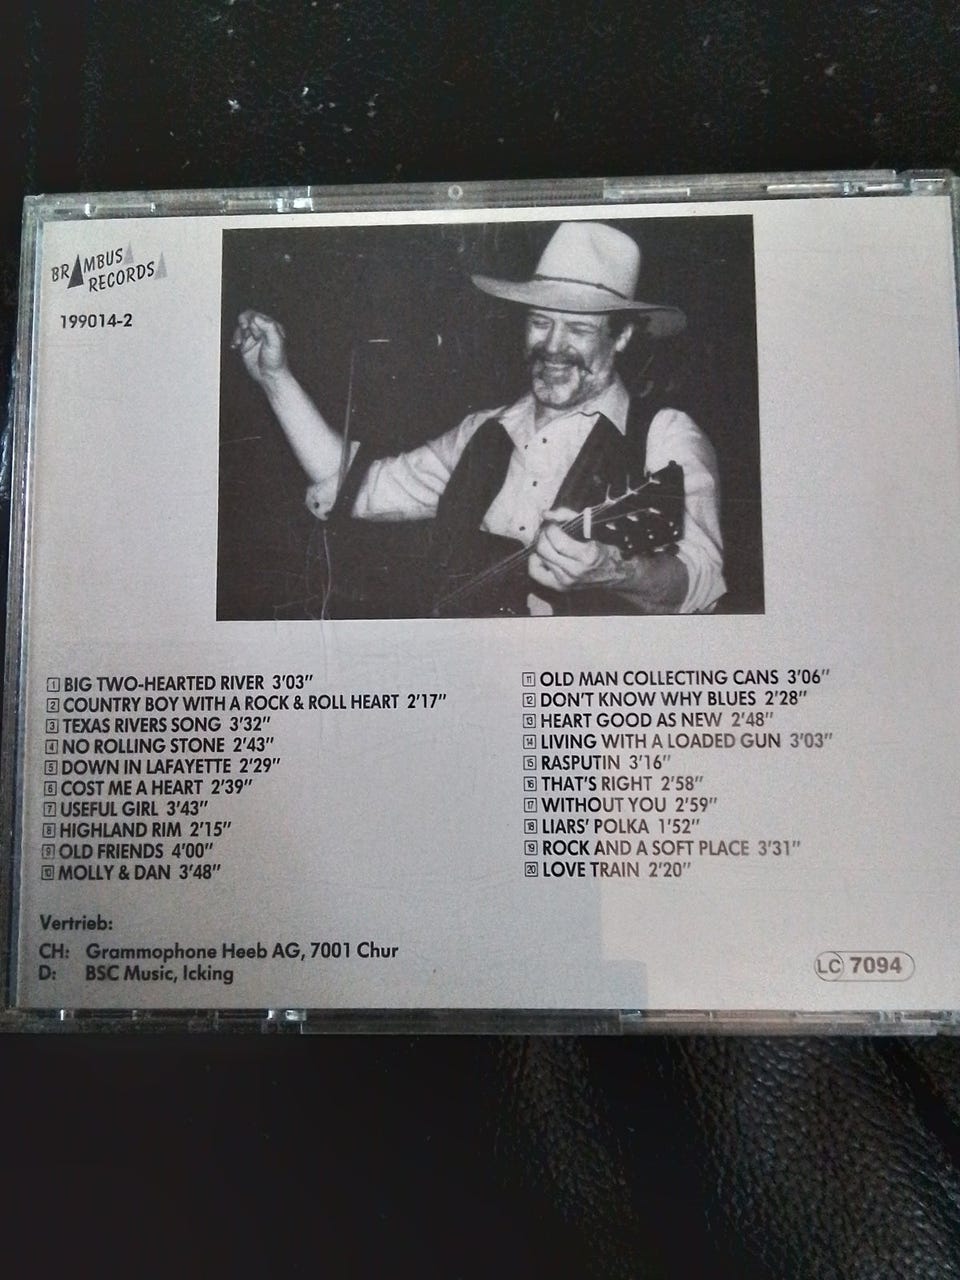 BRAMBUS
RECORDS
199014-2
1 BIG TWO-HEARTED RIVER 3'03"
2 COUNTRY BOY WITH A ROCK & ROLL HEART 2'17"
3 TEXAS RIVERS SONG 3'32"
4 NO ROLLING STONE 2'43"
5 DOWN IN LAFAYETTE 2'29"
6 COST ME A HEART 2'39"
7 USEFUL GIRL 3'43"
8 HIGHLAND RIM 2'15"
9 OLD FRIENDS 4'00"
10 MOLLY & DAN 3'48"
11 OLD MAN COLLECTING CANS 3'06"
12 DON'T KNOW WHY BLUES 2'28"
13 HEART GOOD AS NEW 2'48"
14 LIVING WITH A LOADED GUN 3'03"
15 RASPUTIN 3'16"
16 THAT'S RIGHT 2'58"
17 WITHOUT YOU 2'59"
18 LIARS' POLKA 1'52"
19 ROCK AND A SOFT PLACE 3'31"
20 LOVE TRAIN 2'20"
Vertrieb:
CH: Grammophone Heeb AG, 7001 Chur
D: BSC Music, Icking
LC 7094